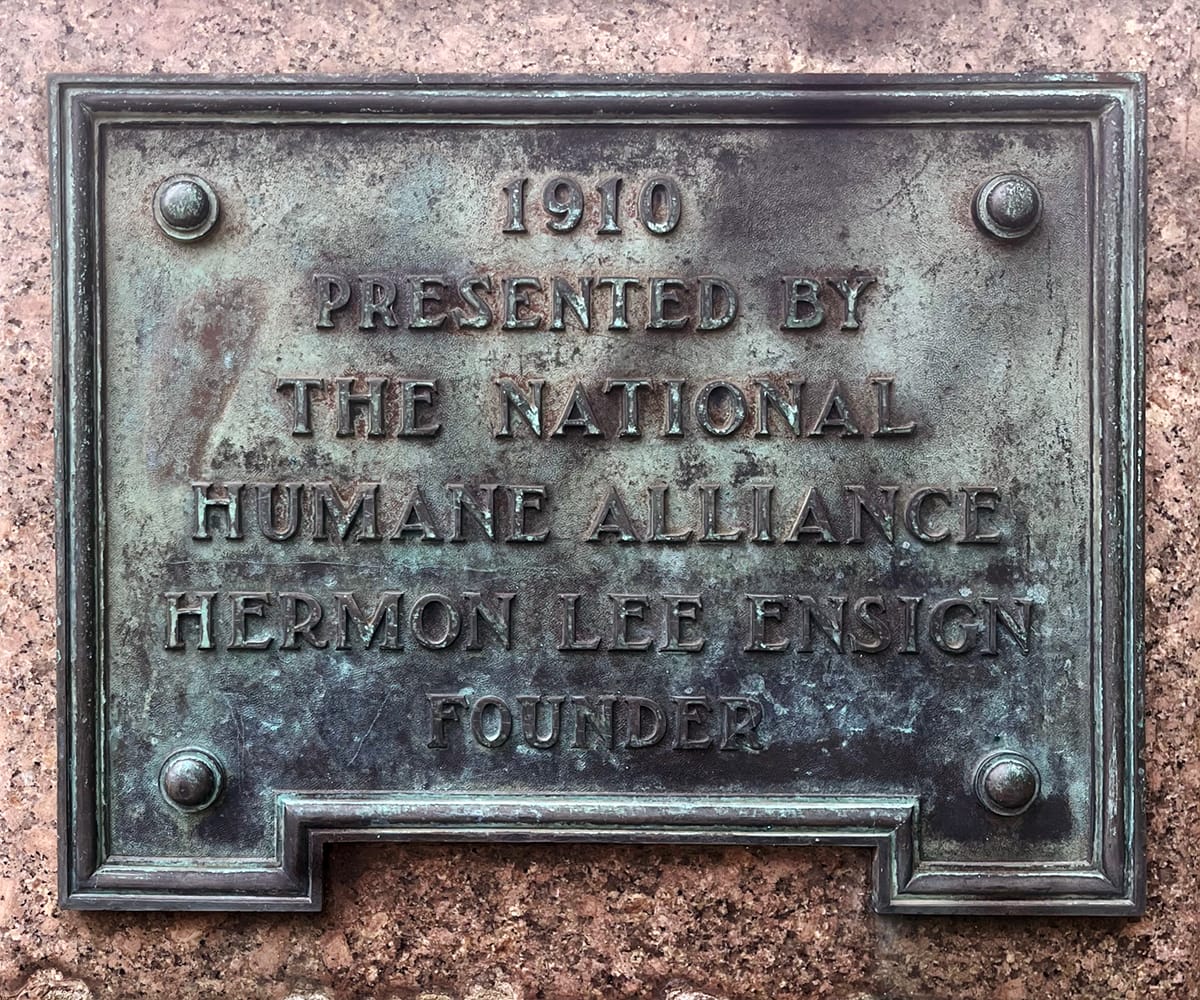 1910
PRESENTED BY
THE NATIONAL
HUMANE ALLIANCE
HERMON LEE ENSIGN
FOUNDER